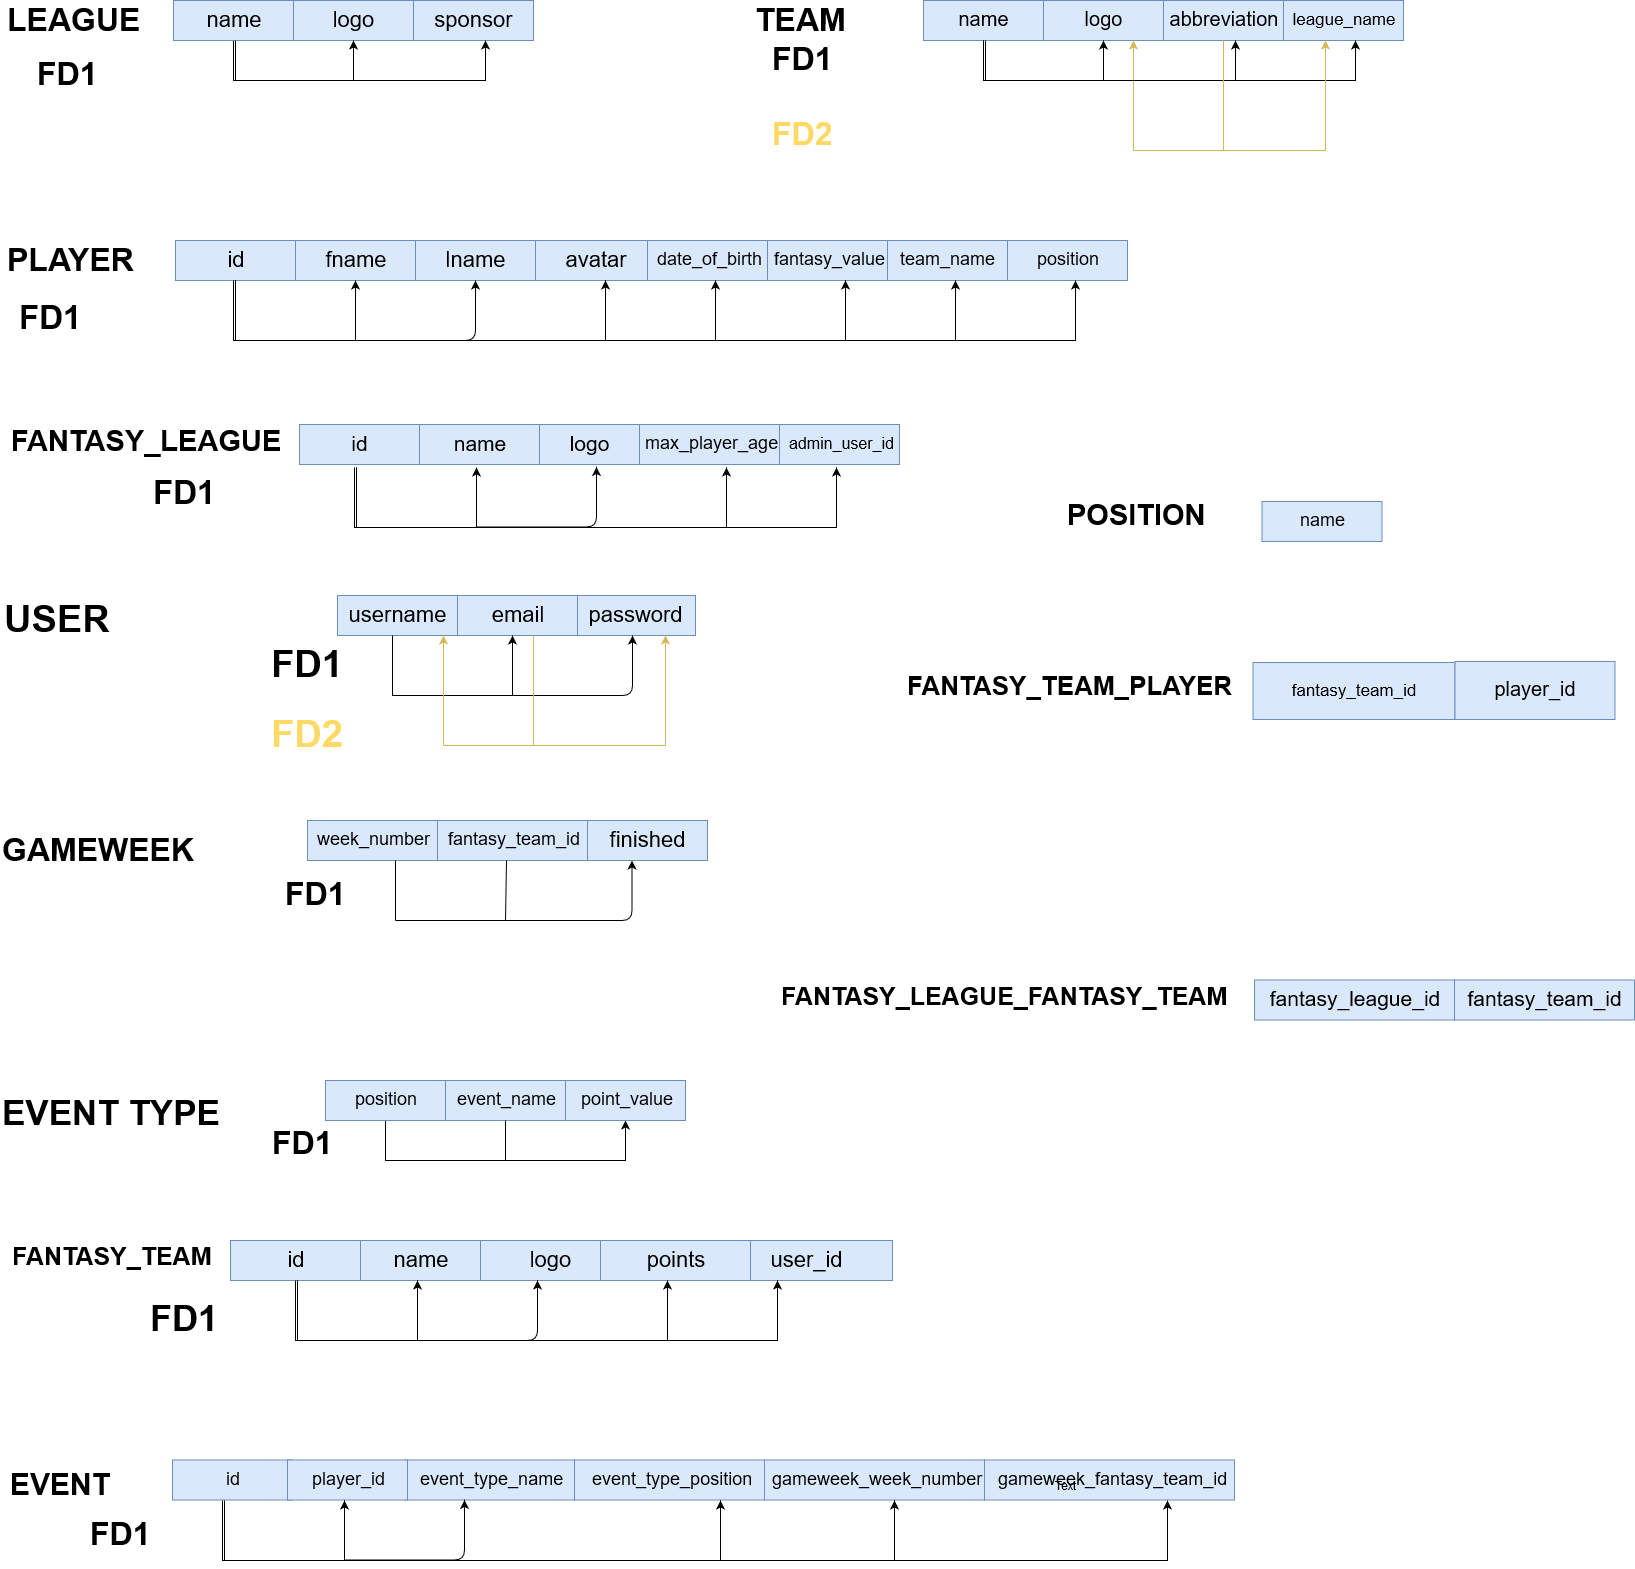 LEAGUE name logo sponsor
FD1
TEAM name logo abbreviation league_name
FD1
FD2
PLAYER id fname lname avatar date_of_birth fantasy_value team_name position
FD1
FANTASY_LEAGUE id name logo max_player_age admin_user_id
FD1
POSITION name
USER username email password
FD1
FD2
FANTASY_TEAM_PLAYER fantasy_team_id player_id
GAMEWEEK week_number fantasy_team_id finished
FD1
FANTASY_LEAGUE_FANTASY_TEAM fantasy_league_id fantasy_team_id
EVENT TYPE position event_name point_value
FD1
FANTASY_TEAM id name logo points user_id
FD1
EVENT id player_id event_type_name event_type_position gameweek_week_number gameweek_fantasy_team_id
Text
FD1